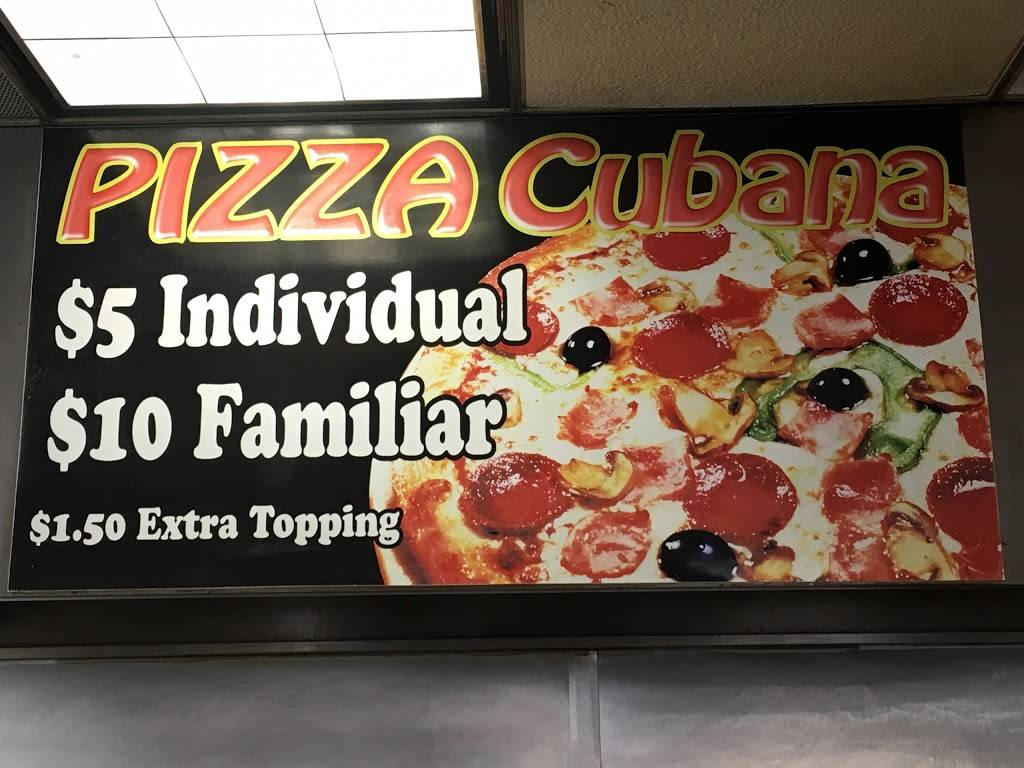 PIZZA Cubana
$5 Individual
$10 Familiar
$1.50 Extra Topping